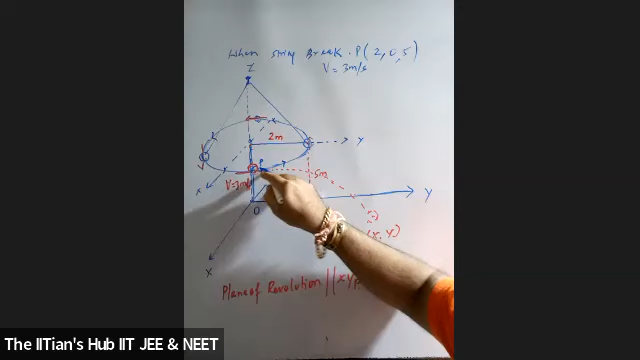 When string Break. P(2, 0, 5)
V = 3m/s
Z
2m
Y
P
X
5m
V=3m/s
Y
O
(X, Y)
X
Plane of Revolution ||
The IITian's Hub IIT JEE & NEET